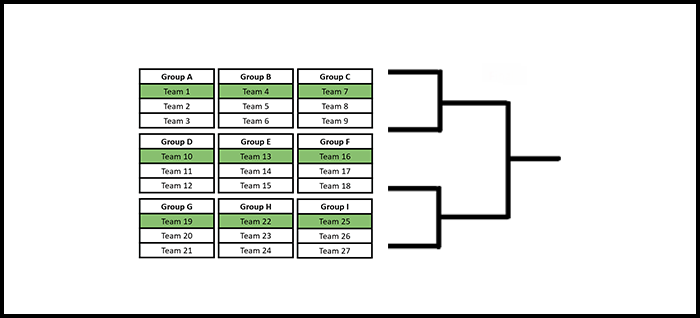 Group A Group B Group C
Team 1 Team 4 Team 7
Team 2 Team 5 Team 8
Team 3 Team 6 Team 9
Group D Group E Group F
Team 10 Team 13 Team 16
Team 11 Team 14 Team 17
Team 12 Team 15 Team 18
Group G Group H Group I
Team 19 Team 22 Team 25
Team 20 Team 23 Team 26
Team 21 Team 24 Team 27